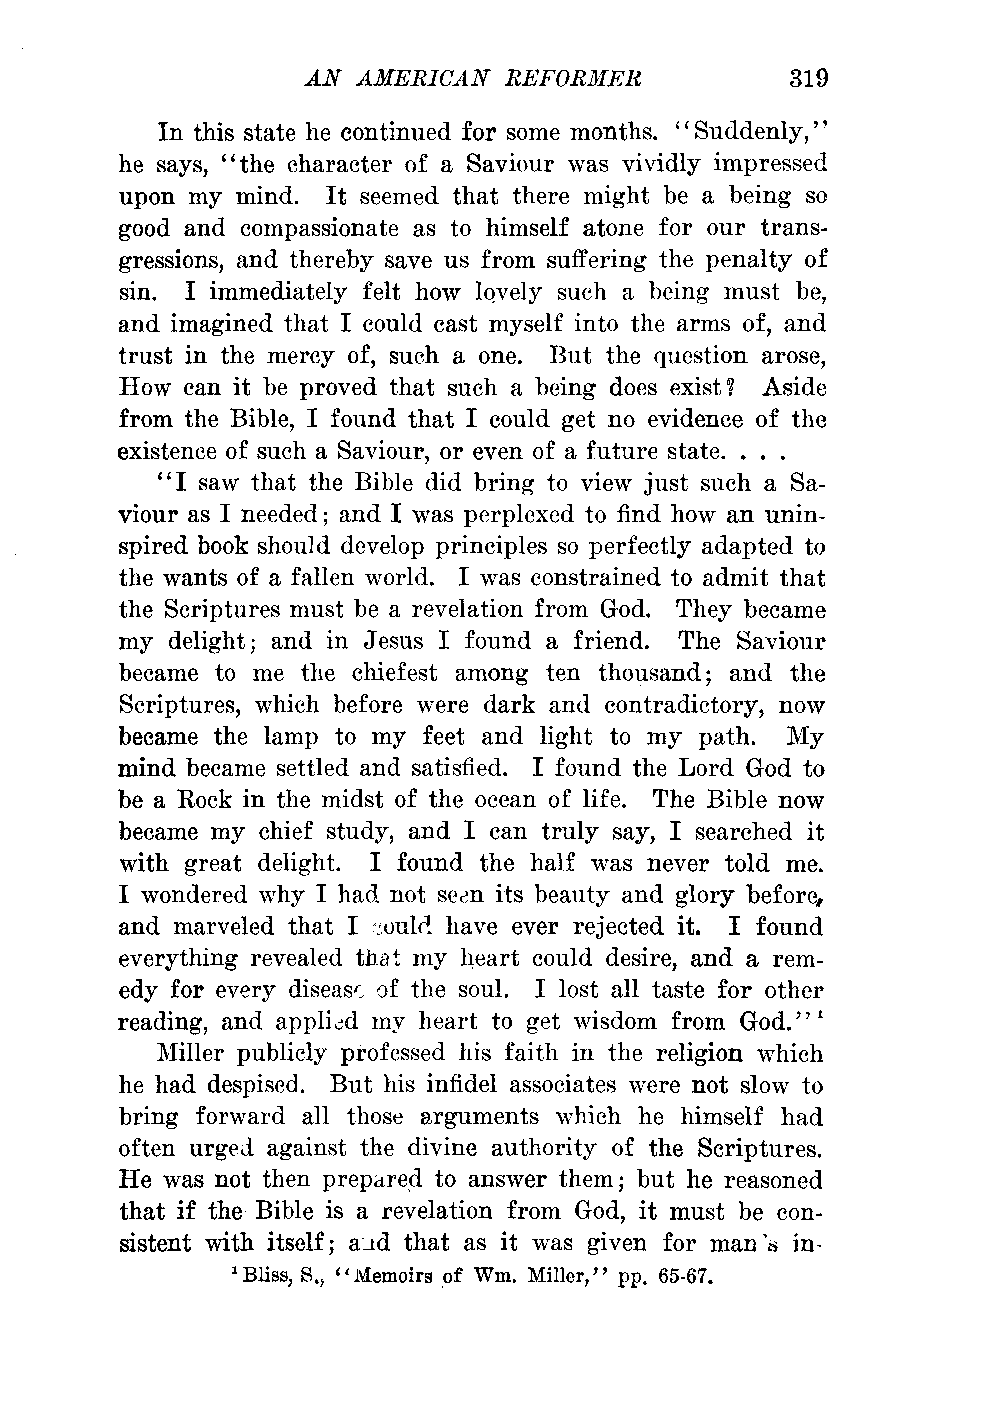 AN AMERICAN REFORMER 319
In this state he continued for some months. "Suddenly,"
he says, "the character of a Saviour was vividly impressed
upon my mind. It seemed that there might be a being so
good and compassionate as to himself atone for our trans-
gressions, and thereby save us from suffering the penalty of
sin. I immediately felt how lovely such a being must be,
and imagined that I could cast myself into the arms of, and
trust in the mercy of, such a one. But the question arose,
How can it be proved that such a being does exist? Aside
from the Bible, I found that I could get no evidence of the
existence of such a Saviour, or even of a future state. . . .
"I saw that the Bible did bring to view just such a Sa-
viour as I needed; and I was perplexed to find how an unin-
spired book should develop principles so perfectly adapted to
the wants of a fallen world. I was constrained to admit that
the Scriptures must be a revelation from God. They became
my delight; and in Jesus I found a friend. The Saviour
became to me the chiefest among ten thousand; and the
Scriptures, which before were dark and contradictory, now
became the lamp to my feet and light to my path. My
mind became settled and satisfied. I found the Lord God to
be a Rock in the midst of the ocean of life. The Bible now
became my chief study, and I can truly say, I searched it
with great delight. I found the half was never told me.
I wondered why I had not seen its beauty and glory before,
and marveled that I could have ever rejected it. I found
everything revealed that my heart could desire, and a rem-
edy for every disease of the soul. I lost all taste for other
reading, and applied my heart to get wisdom from God."¹
Miller publicly professed his faith in the religion which
he had despised. But his infidel associates were not slow to
bring forward all those arguments which he himself had
often urged against the divine authority of the Scriptures.
He was not then prepared to answer them; but he reasoned
that if the Bible is a revelation from God, it must be con-
sistent with itself; and that as it was given for man's in-
¹Bliss, S., "Memoirs of Wm. Miller," pp. 65-67.